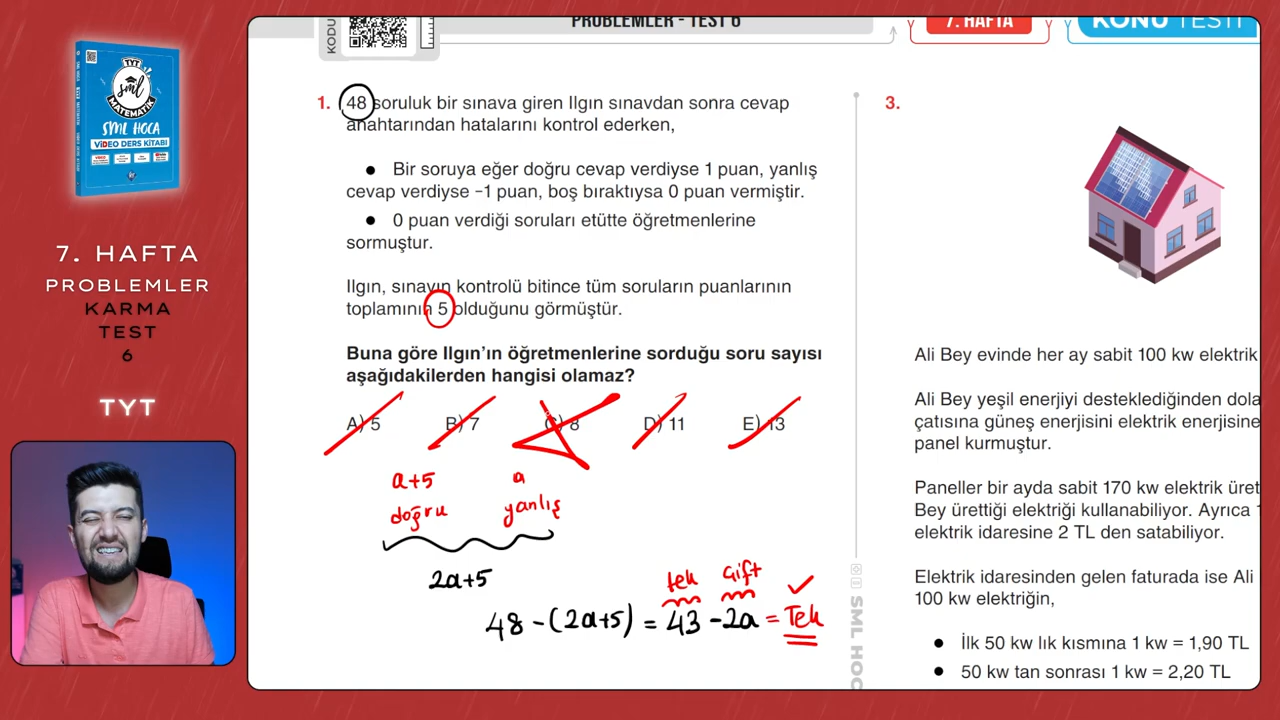 TYT
sml
MATEMATİK
SML HOCA
VİDEO DERS KİTABI
7. HAFTA
PROBLEMLER
KARMA
TEST
6
TYT
KODU
PROBLEMLER - TEST 6
7. HAFTA
KONU TESTİ
1. 48 soruluk bir sınava giren Ilgın sınavdan sonra cevap
anahtarından hatalarını kontrol ederken,
● Bir soruya eğer doğru cevap verdiyse 1 puan, yanlış
cevap verdiyse −1 puan, boş bıraktıysa 0 puan vermiştir.
● 0 puan verdiği soruları etütte öğretmenlerine
sormuştur.
Ilgın, sınavın kontrolü bitince tüm soruların puanlarının
toplamının 5 olduğunu görmüştür.
Buna göre Ilgın'ın öğretmenlerine sorduğu soru sayısı
aşağıdakilerden hangisi olamaz?
A) 5 B) 7 C) 8 D) 11 E) 13
a+5 a
doğru yanlış
2a+5
tek çift
48 - (2a+5) = 43 - 2a = Tek
SML HOC
3.
Ali Bey evinde her ay sabit 100 kw elektrik
Ali Bey yeşil enerjiyi desteklediğinden dola
çatısına güneş enerjisini elektrik enerjisine
panel kurmuştur.
Paneller bir ayda sabit 170 kw elektrik üret
Bey ürettiği elektriği kullanabiliyor. Ayrıca 1
elektrik idaresine 2 TL den satabiliyor.
Elektrik idaresinden gelen faturada ise Ali
100 kw elektriğin,
● İlk 50 kw lık kısmına 1 kw = 1,90 TL
● 50 kw tan sonrası 1 kw = 2,20 TL